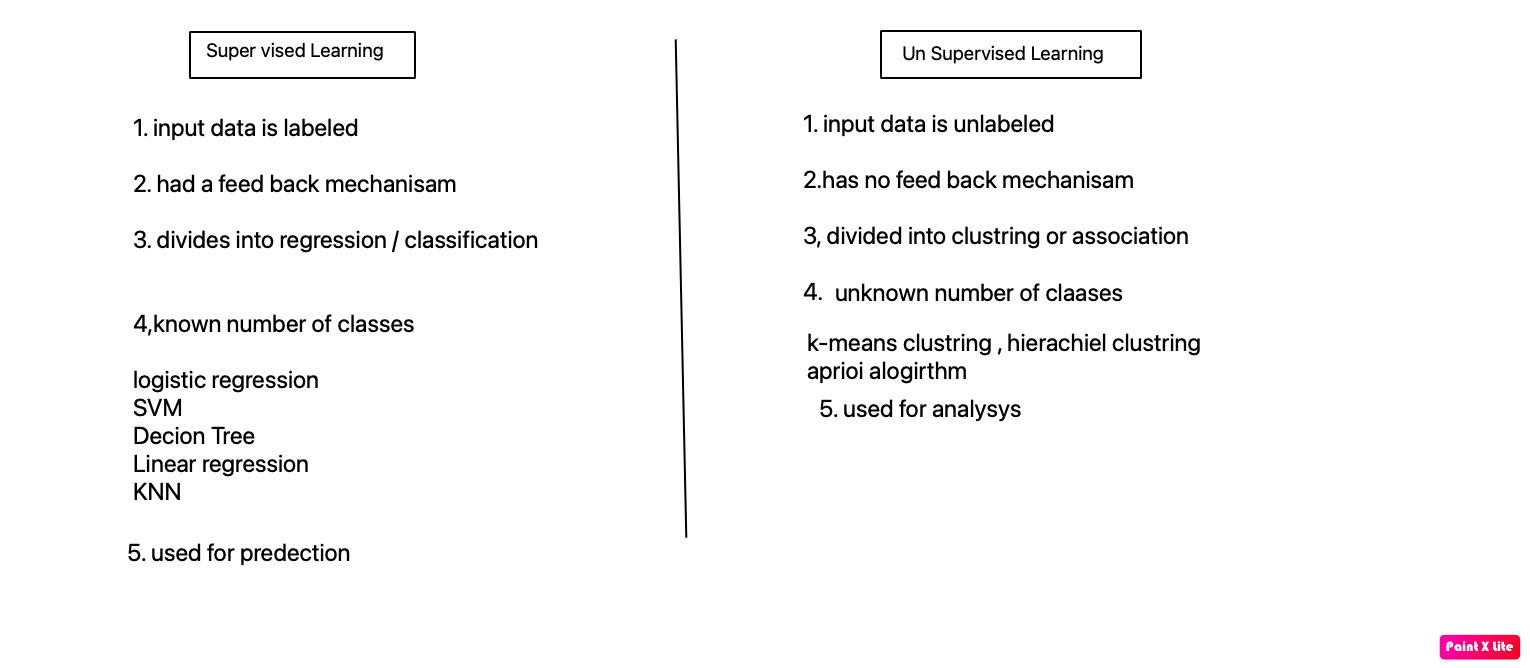 Super vised Learning
1. input data is labeled
2. had a feed back mechanisam
3. divides into regression / classification
4,known number of classes
logistic regression
SVM
Decion Tree
Linear regression
KNN
5. used for predection
Un Supervised Learning
1. input data is unlabeled
2.has no feed back mechanisam
3, divided into clustring or association
4. unknown number of claases
k-means clustring , hierachiel clustring
aprioi alogirthm
5. used for analysys
Paint X Lite